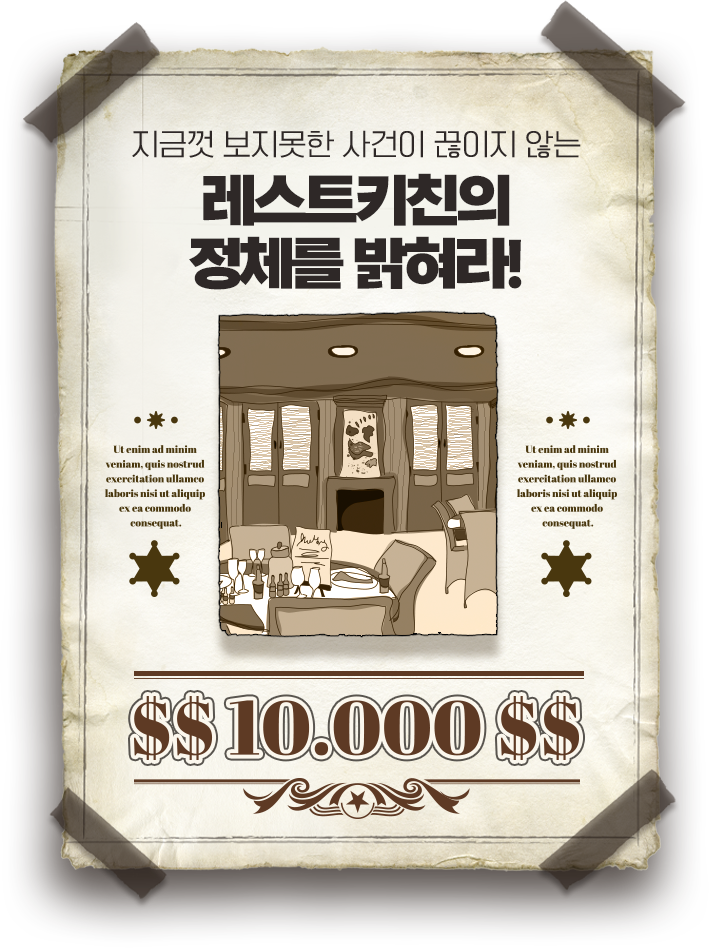 지금껏 보지못한 사건이 끊이지 않는
레스트키친의
정체를 밝혀라!
Ut enim ad minim
veniam, quis nostrud
exercitation ullamco
laboris nisi ut aliquip
ex ea commodo
consequat.
Ut enim ad minim
veniam, quis nostrud
exercitation ullamco
laboris nisi ut aliquip
ex ea commodo
consequat.
$$ 10.000 $$